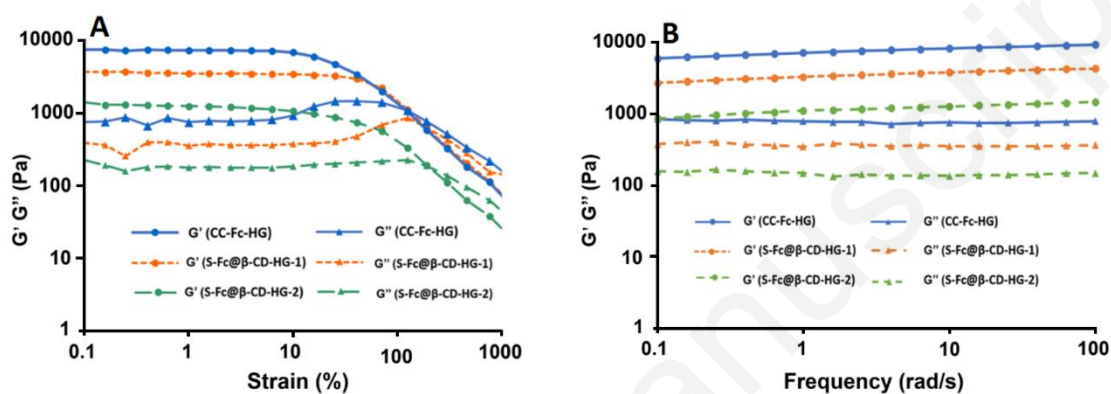 A
10000
1000
100
10
1
G' G" (Pa)
0.1 1 10 100 1000
Strain (%)
G' (CC-Fc-HG) G" (CC-Fc-HG)
G' (S-Fc@β-CD-HG-1) G" (S-Fc@β-CD-HG-1)
G' (S-Fc@β-CD-HG-2) G" (S-Fc@β-CD-HG-2)
B
10000
1000
100
10
1
G' G" (Pa)
0.1 1 10 100
Frequency (rad/s)
G' (CC-Fc-HG) G" (CC-Fc-HG)
G' (S-Fc@β-CD-HG-1) G" (S-Fc@β-CD-HG-1)
G' (S-Fc@β-CD-HG-2) G" (S-Fc@β-CD-HG-2)
anuscrip